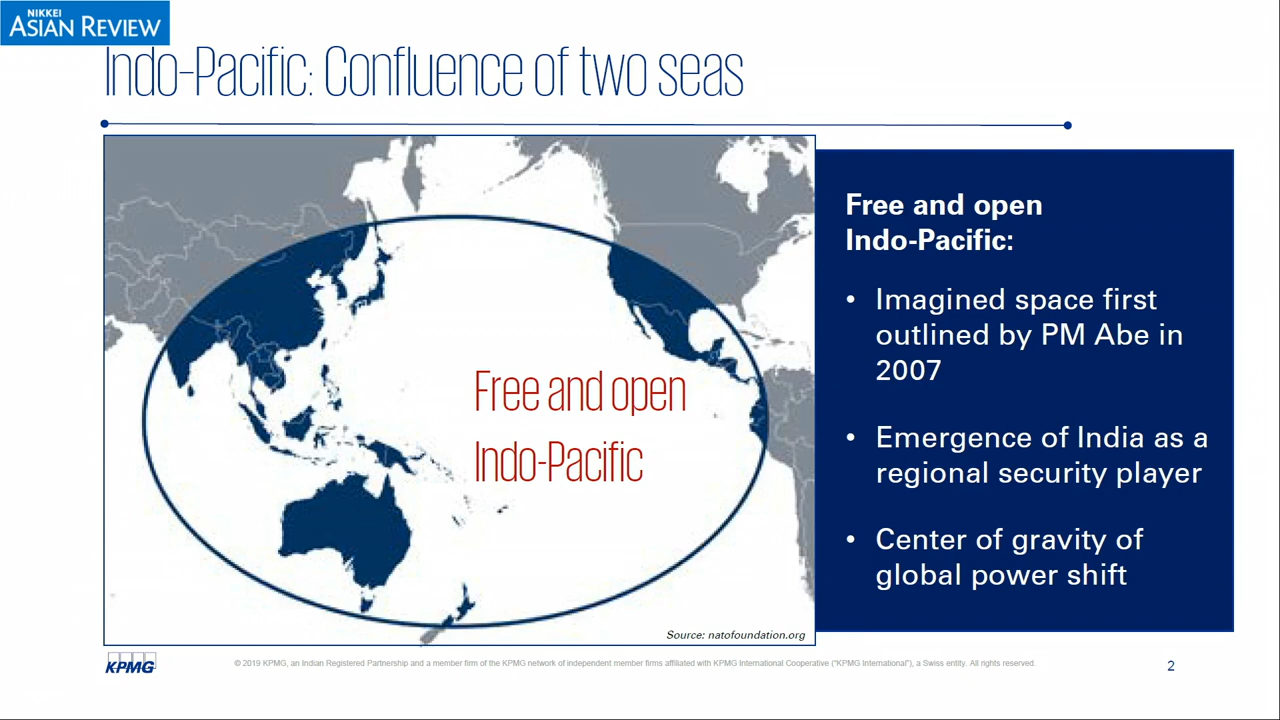 NIKKEI
ASIAN REVIEW
Indo-Pacific: Confluence of two seas
Free and open
Indo-Pacific
Source: natofoundation.org
Free and open
Indo-Pacific:
• Imagined space first
outlined by PM Abe in
2007
• Emergence of India as a
regional security player
• Center of gravity of
global power shift
KPMG
© 2019 KPMG, an Indian Registered Partnership and a member firm of the KPMG network of independent member firms affiliated with KPMG International Cooperative ("KPMG International"), a Swiss entity. All rights reserved.
2